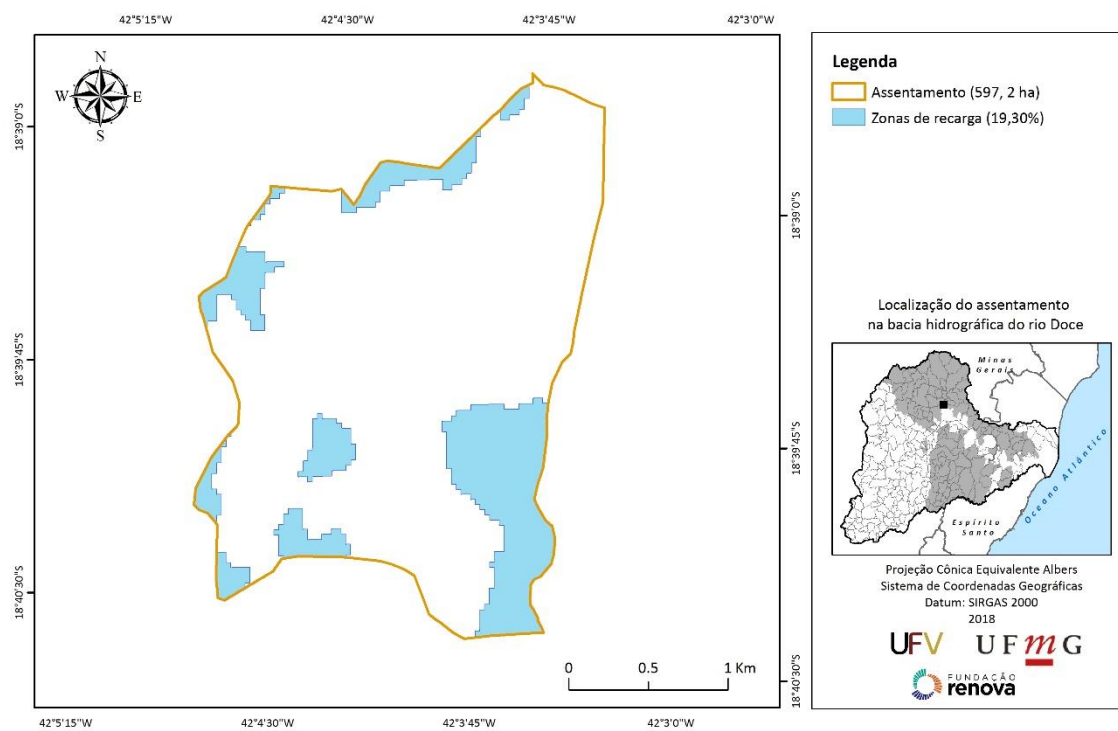 42°5'15"W
42°4'30"W
42°3'45"W
42°3'0"W
N
W
E
S
18°39'0"S
18°39'45"S
18°40'30"S
18°39'0"S
18°39'45"S
18°40'30"S
0
0.5
1 Km
42°5'15"W
42°4'30"W
42°3'45"W
42°3'0"W
Legenda
Assentamento (597, 2 ha)
Zonas de recarga (19,30%)
Localização do assentamento
na bacia hidrográfica do rio Doce
Minas
Gerais
Oceano Atlântico
Espírito
Santo
Projeção Cônica Equivalente Albers
Sistema de Coordenadas Geográficas
Datum: SIRGAS 2000
2018
UFV
UFmG
FUNDAÇÃO
renova